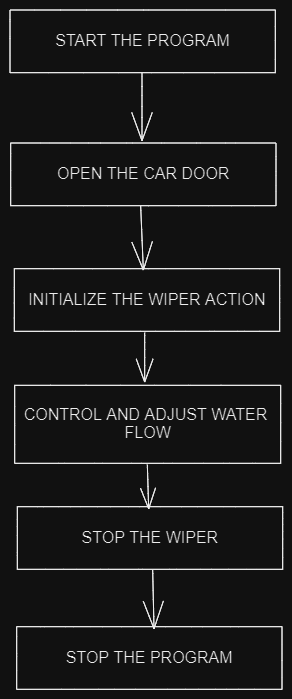 START THE PROGRAM
OPEN THE CAR DOOR
INITIALIZE THE WIPER ACTION
CONTROL AND ADJUST WATER
FLOW
STOP THE WIPER
STOP THE PROGRAM